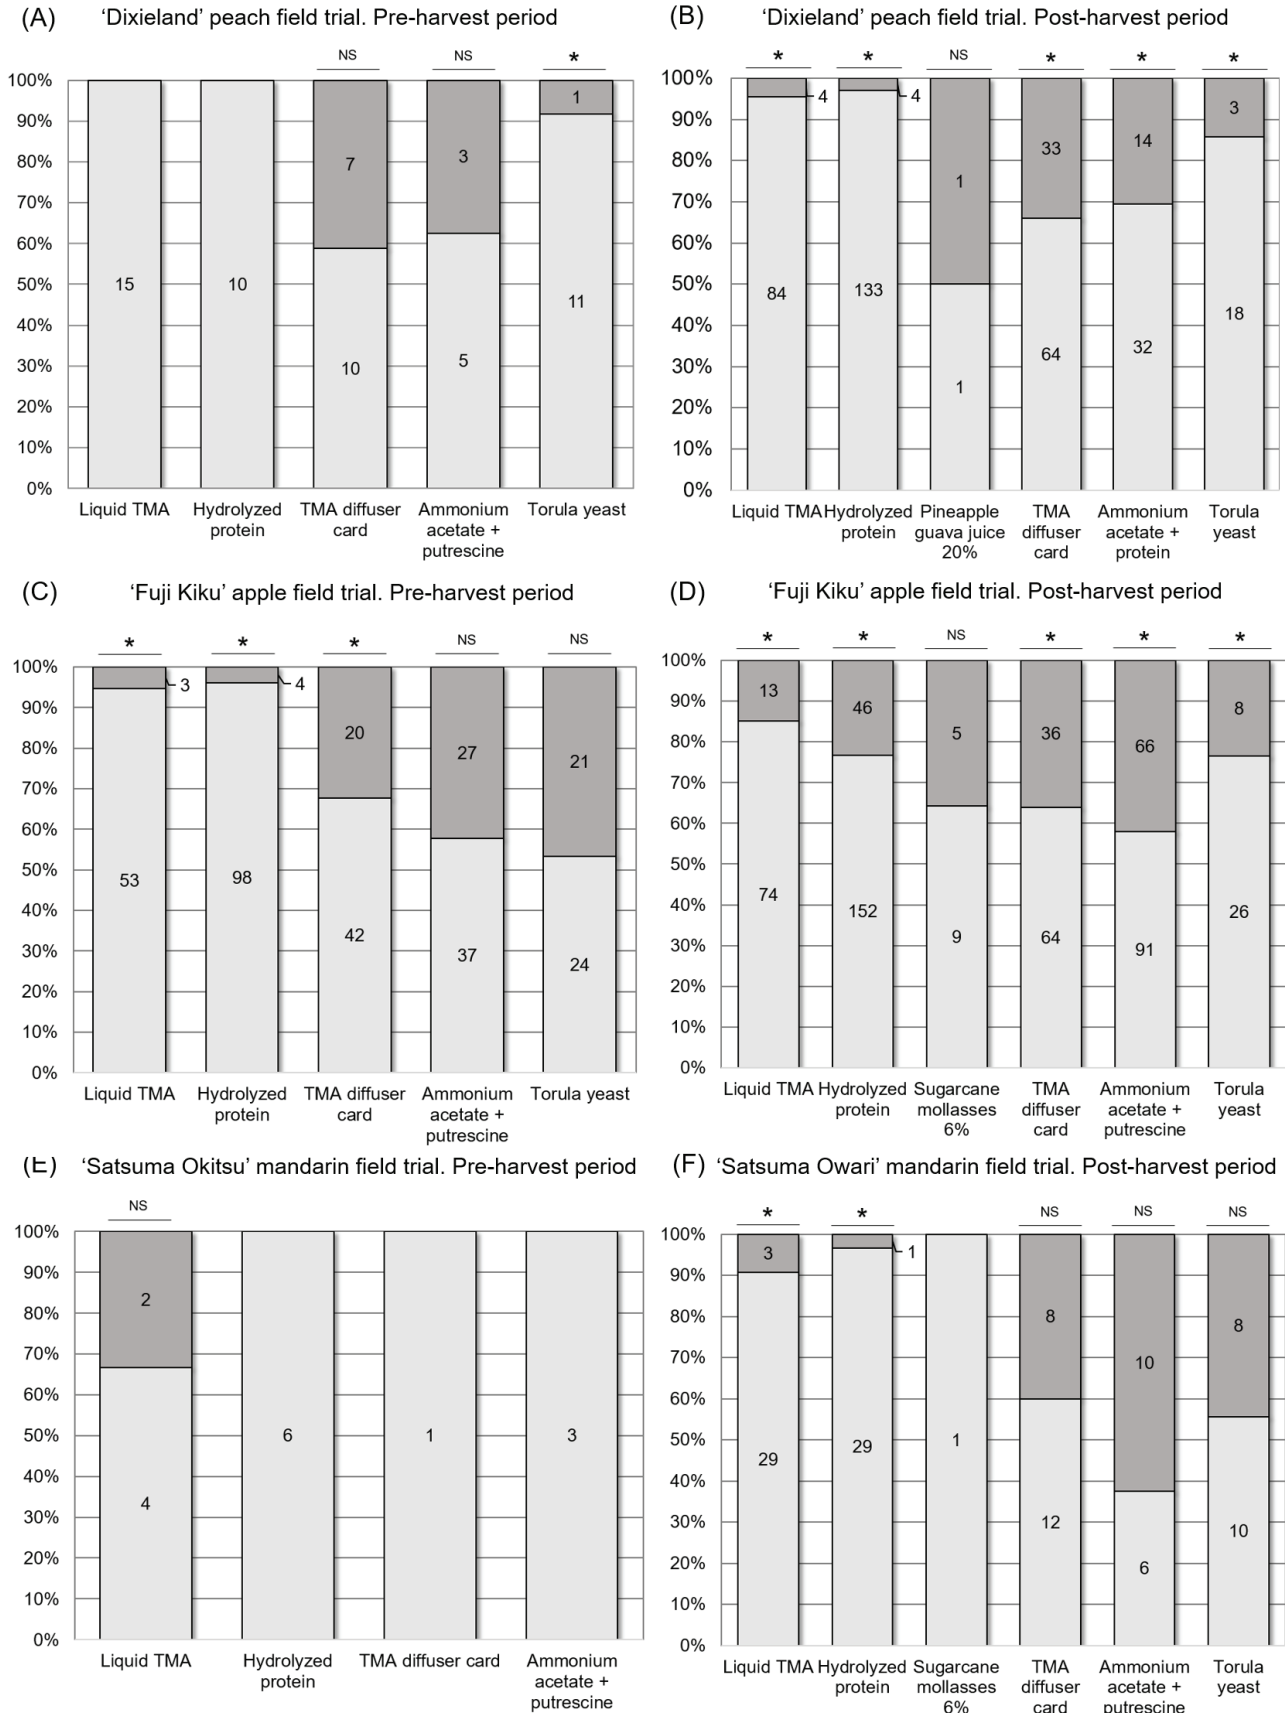 (A) ‘Dixieland’ peach field trial. Pre-harvest period
NS NS *
100%
90%
80%
70%
60%
50%
40%
30%
20%
10%
0%
15 10 7 10 3 5 1 11
Liquid TMA Hydrolyzed TMA diffuser Ammonium Torula yeast
protein card acetate +
putrescine
(B) ‘Dixieland’ peach field trial. Post-harvest period
* * NS * * *
100%
90%
80%
70%
60%
50%
40%
30%
20%
10%
0%
4 84 4 133 1 1 33 64 14 32 3 18
Liquid TMA Hydrolyzed Pineapple TMA Ammonium Torula
protein guava juice diffuser acetate + yeast
20% card protein
(C) ‘Fuji Kiku’ apple field trial. Pre-harvest period
* * * NS NS
100%
90%
80%
70%
60%
50%
40%
30%
20%
10%
0%
3 53 4 98 20 42 27 37 21 24
Liquid TMA Hydrolyzed TMA diffuser Ammonium Torula yeast
protein card acetate +
putrescine
(D) ‘Fuji Kiku’ apple field trial. Post-harvest period
* * NS * * *
100%
90%
80%
70%
60%
50%
40%
30%
20%
10%
0%
13 74 46 152 5 9 36 64 66 91 8 26
Liquid TMA Hydrolyzed Sugarcane TMA Ammonium Torula
protein mollasses diffuser acetate + yeast
6% card putrescine
(E) ‘Satsuma Okitsu’ mandarin field trial. Pre-harvest period
NS
100%
90%
80%
70%
60%
50%
40%
30%
20%
10%
0%
2 4 6 1 3
Liquid TMA Hydrolyzed TMA diffuser card Ammonium
protein acetate +
putrescine
(F) ‘Satsuma Owari’ mandarin field trial. Post-harvest period
* * NS NS NS
100%
90%
80%
70%
60%
50%
40%
30%
20%
10%
0%
3 29 1 29 1 8 12 10 6 8 10
Liquid TMA Hydrolyzed Sugarcane TMA Ammonium Torula
protein mollasses diffuser acetate + yeast
6% card putrescine